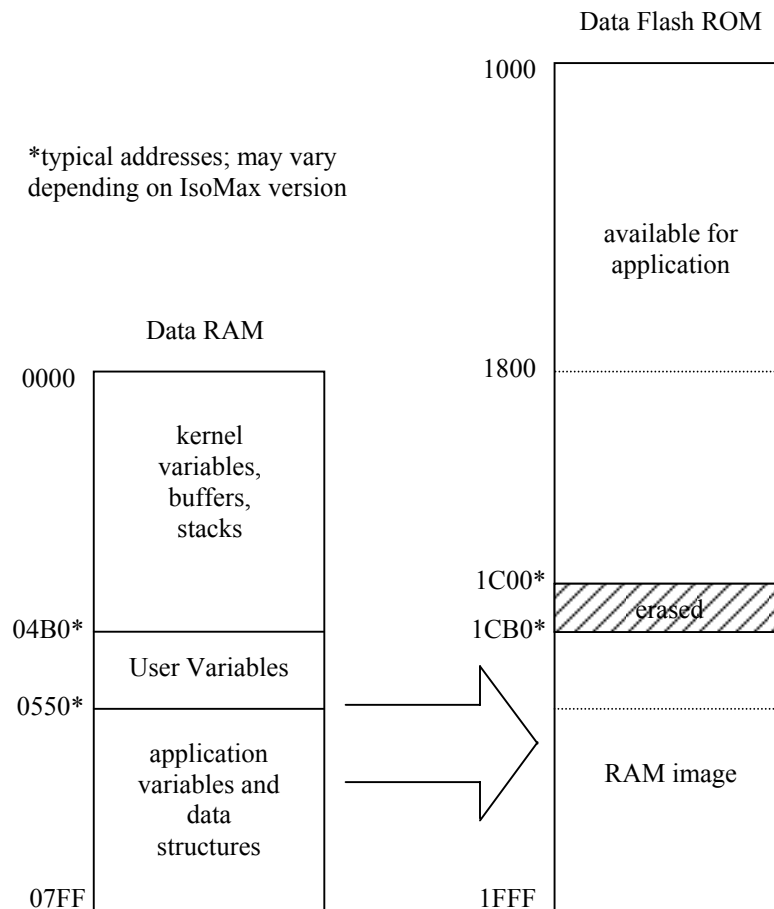 Data Flash ROM
1000
*typical addresses; may vary
depending on IsoMax version
available for
application
Data RAM
0000
1800
kernel
variables,
buffers,
stacks
1C00*
erased
04B0*
1CB0*
User Variables
0550*
application
variables and
data
structures
RAM image
07FF
1FFF